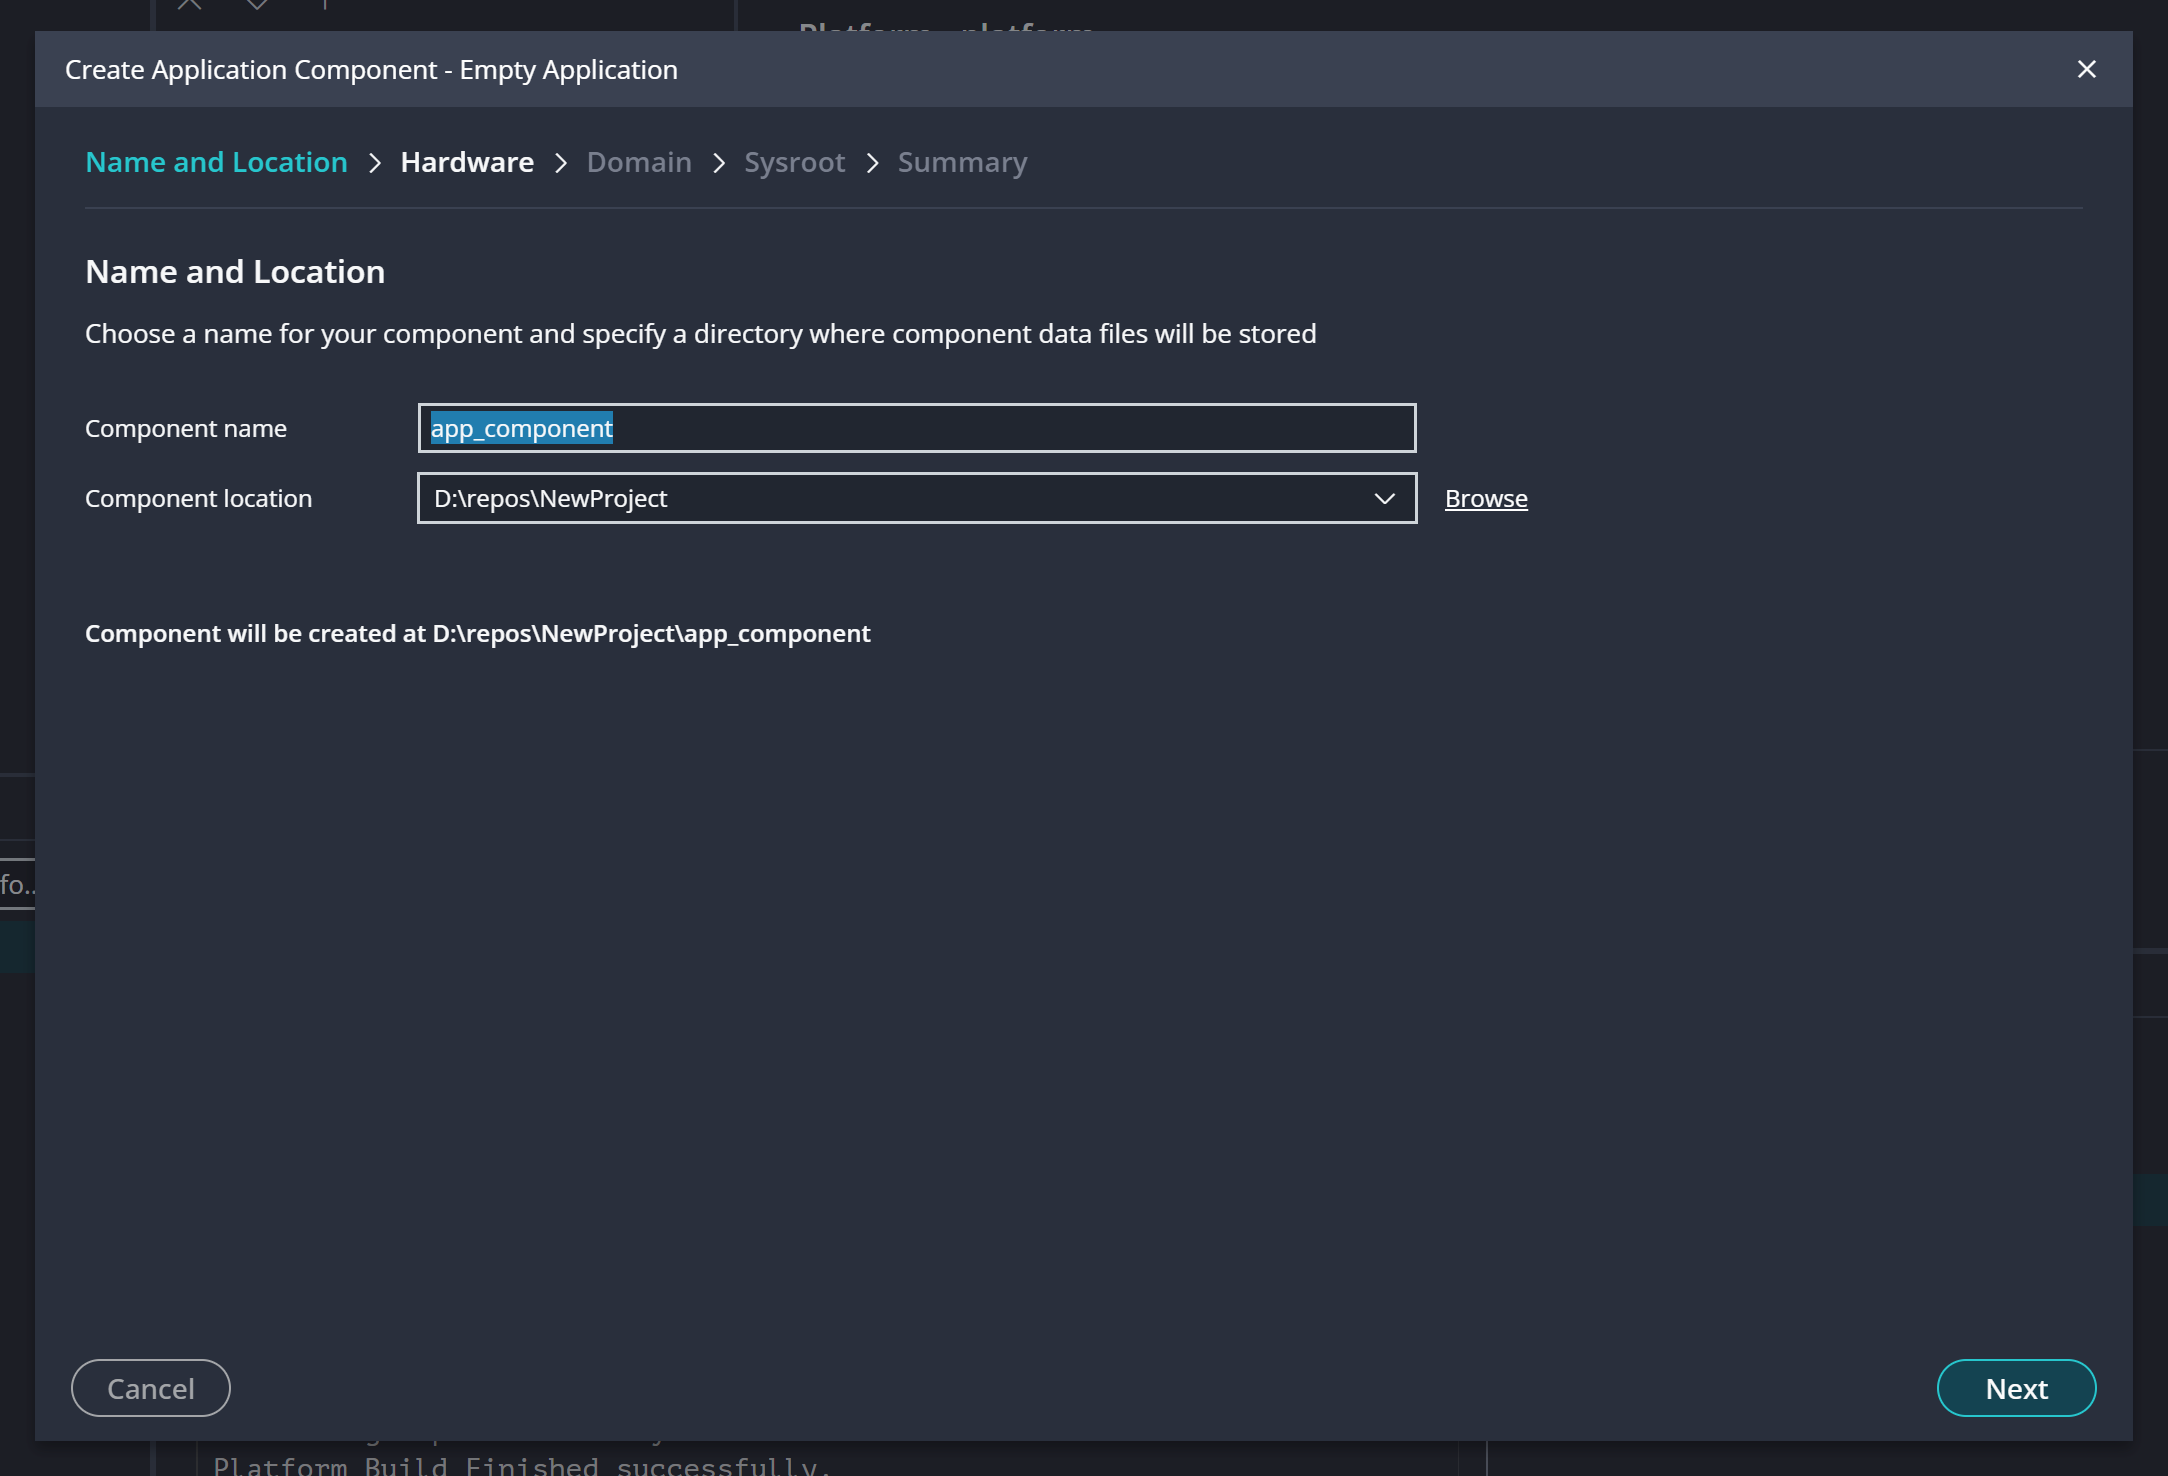 Platform - platform
Create Application Component - Empty Application
Name and Location > Hardware > Domain > Sysroot > Summary
Name and Location
Choose a name for your component and specify a directory where component data files will be stored
Component name app_component
Component location D:\repos\NewProject Browse
Component will be created at D:\repos\NewProject\app_component
fo..
Cancel Next
Platform Build Finished successfully.